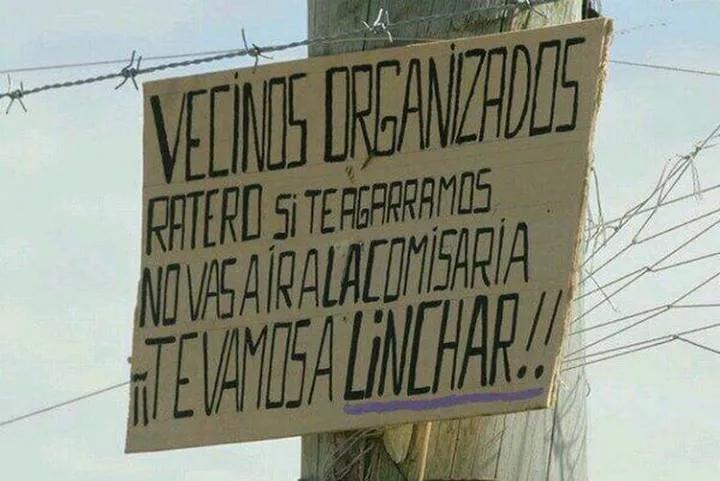 VECINOS ORGANIZADOS
RATERO Si TE AGARRAMOS
NO VAS A IR A LA COMISARIA
¡¡TE VAMOS A LiNCHAR!!